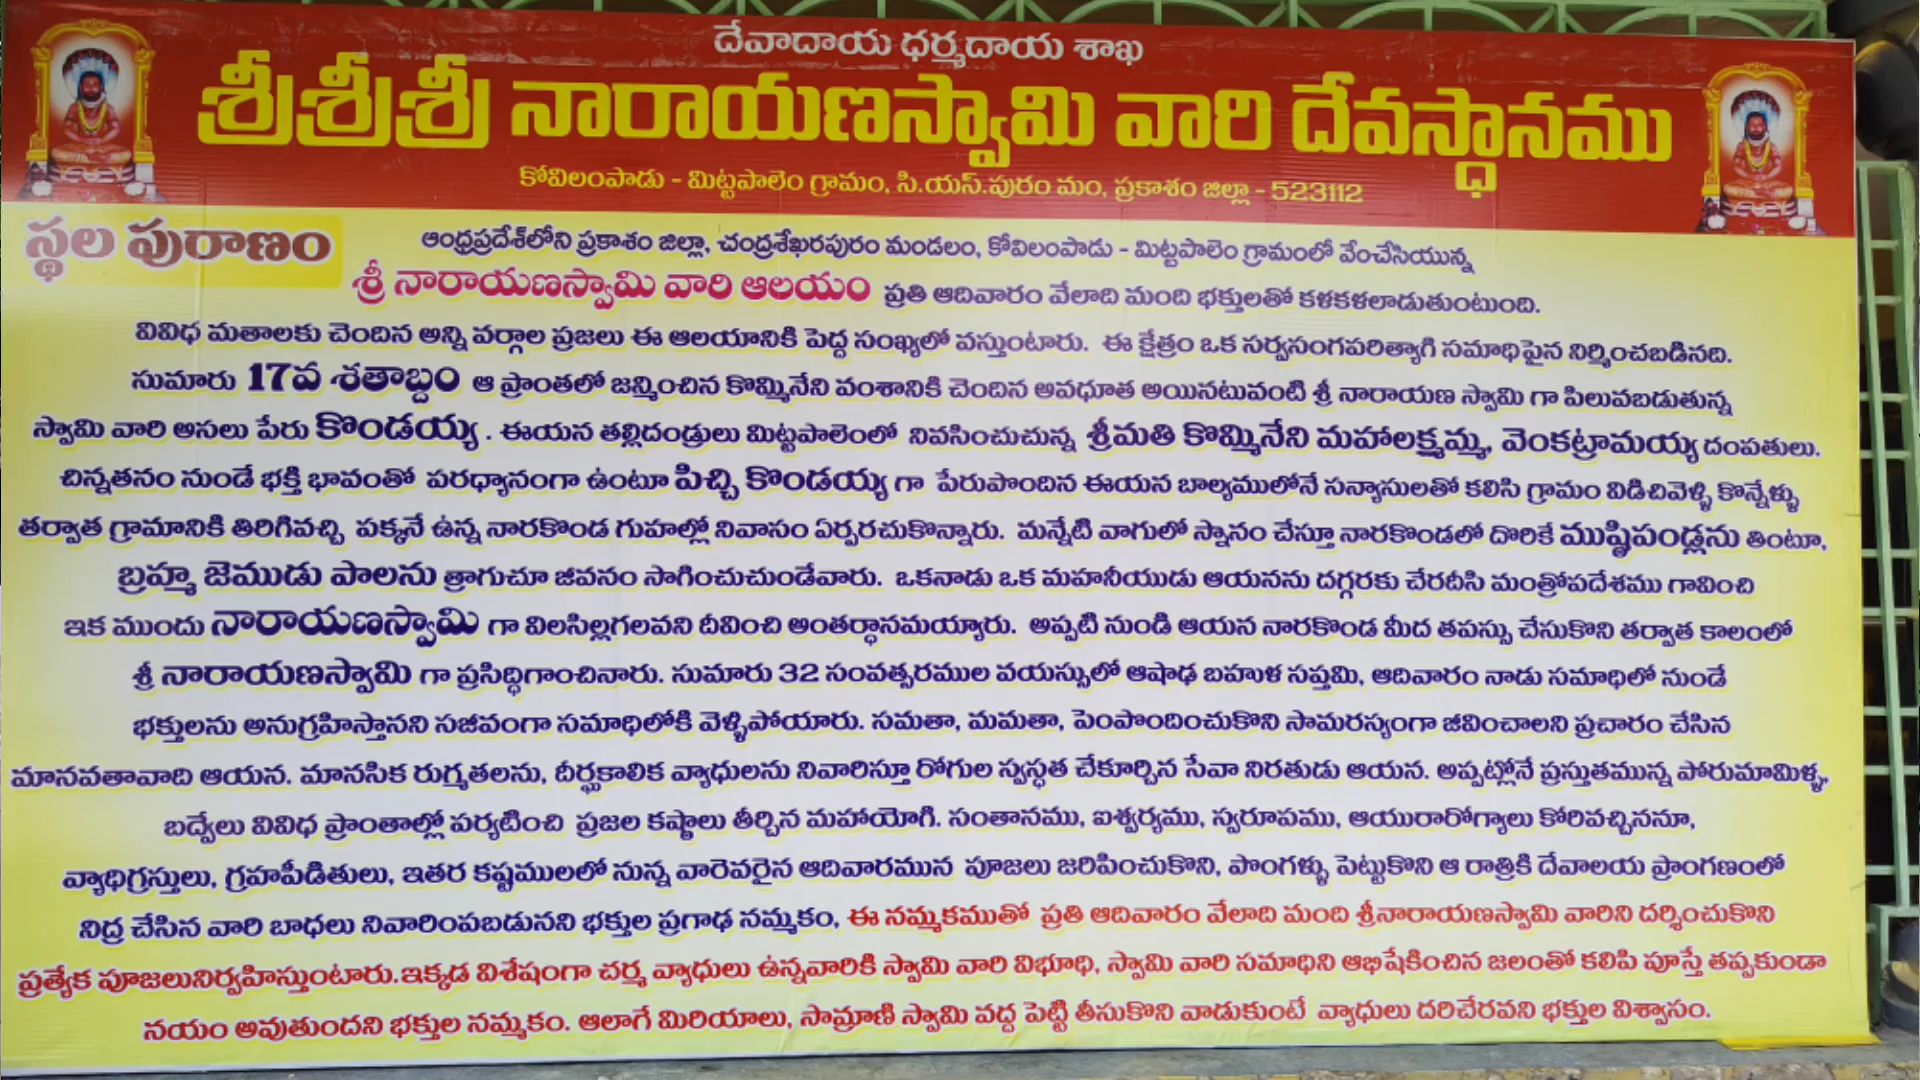 దేవాదాయ ధర్మదాయ శాఖ
శ్రీశ్రీశ్రీ నారాయణస్వామి వారి దేవస్థానము
కోవిలంపాడు - మిట్టపాలెం గ్రామం, సి.యస్.పురం మం, ప్రకాశం జిల్లా - 523112
స్థల పురాణం
ఆంధ్రప్రదేశ్‌లోని ప్రకాశం జిల్లా, చంద్రశేఖరపురం మండలం, కోవిలంపాడు - మిట్టపాలెం గ్రామంలో వేంచేసియున్న
శ్రీ నారాయణస్వామి వారి ఆలయం ప్రతి ఆదివారం వేలాది మంది భక్తులతో కళకళలాడుతుంటుంది.
వివిధ మతాలకు చెందిన అన్ని వర్గాల ప్రజలు ఈ ఆలయానికి పెద్ద సంఖ్యలో వస్తుంటారు. ఈ క్షేత్రం ఒక సర్వసంగపరిత్యాగి సమాధిపైన నిర్మించబడినది.
సుమారు 17వ శతాబ్దం ఆ ప్రాంతలో జన్మించిన కొమ్మినేని వంశానికి చెందిన అవధూత అయినటువంటి శ్రీ నారాయణ స్వామి గా పిలువబడుతున్న
స్వామి వారి అసలు పేరు కొండయ్య . ఈయన తల్లిదండ్రులు మిట్టపాలెంలో నివసించుచున్న శ్రీమతి కొమ్మినేని మహాలక్ష్మమ్మ, వెంకట్రామయ్య దంపతులు.
చిన్నతనం నుండే భక్తి భావంతో పరధ్యానంగా ఉంటూ పిచ్చి కొండయ్య గా పేరుపొందిన ఈయన బాల్యములోనే సన్యాసులతో కలిసి గ్రామం విడిచివెళ్ళి కొన్నేళ్ళు
తర్వాత గ్రామానికి తిరిగివచ్చి పక్కనే ఉన్న నారకొండ గుహల్లో నివాసం ఏర్పరచుకొన్నారు. మన్నేటి వాగులో స్నానం చేస్తూ నారకొండలో దొరికే ముష్ఠిపండ్లను తింటూ,
బ్రహ్మ జెముడు పాలను త్రాగుచూ జీవనం సాగించుచుండేవారు. ఒకనాడు ఒక మహనీయుడు ఆయనను దగ్గరకు చేరదీసి మంత్రోపదేశము గావించి
ఇక ముందు నారాయణస్వామి గా విలసిల్లగలవని దీవించి అంతర్ధానమయ్యారు. అప్పటి నుండి ఆయన నారకొండ మీద తపస్సు చేసుకొని తర్వాత కాలంలో
శ్రీ నారాయణస్వామి గా ప్రసిద్ధిగాంచినారు. సుమారు 32 సంవత్సరముల వయస్సులో ఆషాఢ బహుళ సప్తమి, ఆదివారం నాడు సమాధిలో నుండే
భక్తులను అనుగ్రహిస్తానని సజీవంగా సమాధిలోకి వెళ్ళిపోయారు. సమతా, మమతా, పెంపొందించుకొని సామరస్యంగా జీవించాలని ప్రచారం చేసిన
మానవతావాది ఆయన. మానసిక రుగ్మతలను, దీర్ఘకాలిక వ్యాధులను నివారిస్తూ రోగుల స్వస్థత చేకూర్చిన సేవా నిరతుడు ఆయన. అప్పట్లోనే ప్రస్తుతమున్న పోరుమామిళ్ళ,
బద్వేలు వివిధ ప్రాంతాల్లో పర్యటించి ప్రజల కష్టాలు తీర్చిన మహాయోగి. సంతానము, ఐశ్వర్యము, స్వరూపము, ఆయురారోగ్యాలు కోరివచ్చిననూ,
వ్యాధిగ్రస్తులు, గ్రహపీడితులు, ఇతర కష్టములలో నున్న వారెవరైన ఆదివారమున పూజలు జరిపించుకొని, పొంగళ్ళు పెట్టుకొని ఆ రాత్రికి దేవాలయ ప్రాంగణంలో
నిద్ర చేసిన వారి బాధలు నివారింపబడునని భక్తుల ప్రగాఢ నమ్మకం, ఈ నమ్మకముతో ప్రతి ఆదివారం వేలాది మంది శ్రీనారాయణస్వామి వారిని దర్శించుకొని
ప్రత్యేక పూజలునిర్వహిస్తుంటారు.ఇక్కడ విశేషంగా చర్మ వ్యాధులు ఉన్నవారికి స్వామి వారి విభూధి, స్వామి వారి సమాధిని ఆభిషేకించిన జలంతో కలిపి పూస్తే తప్పకుండా
నయం అవుతుందని భక్తుల నమ్మకం. ఆలాగే మిరియాలు, సామ్రాణి స్వామి వద్ద పెట్టి తీసుకొని వాడుకుంటే వ్యాధులు దరిచేరవని భక్తుల విశ్వాసం.